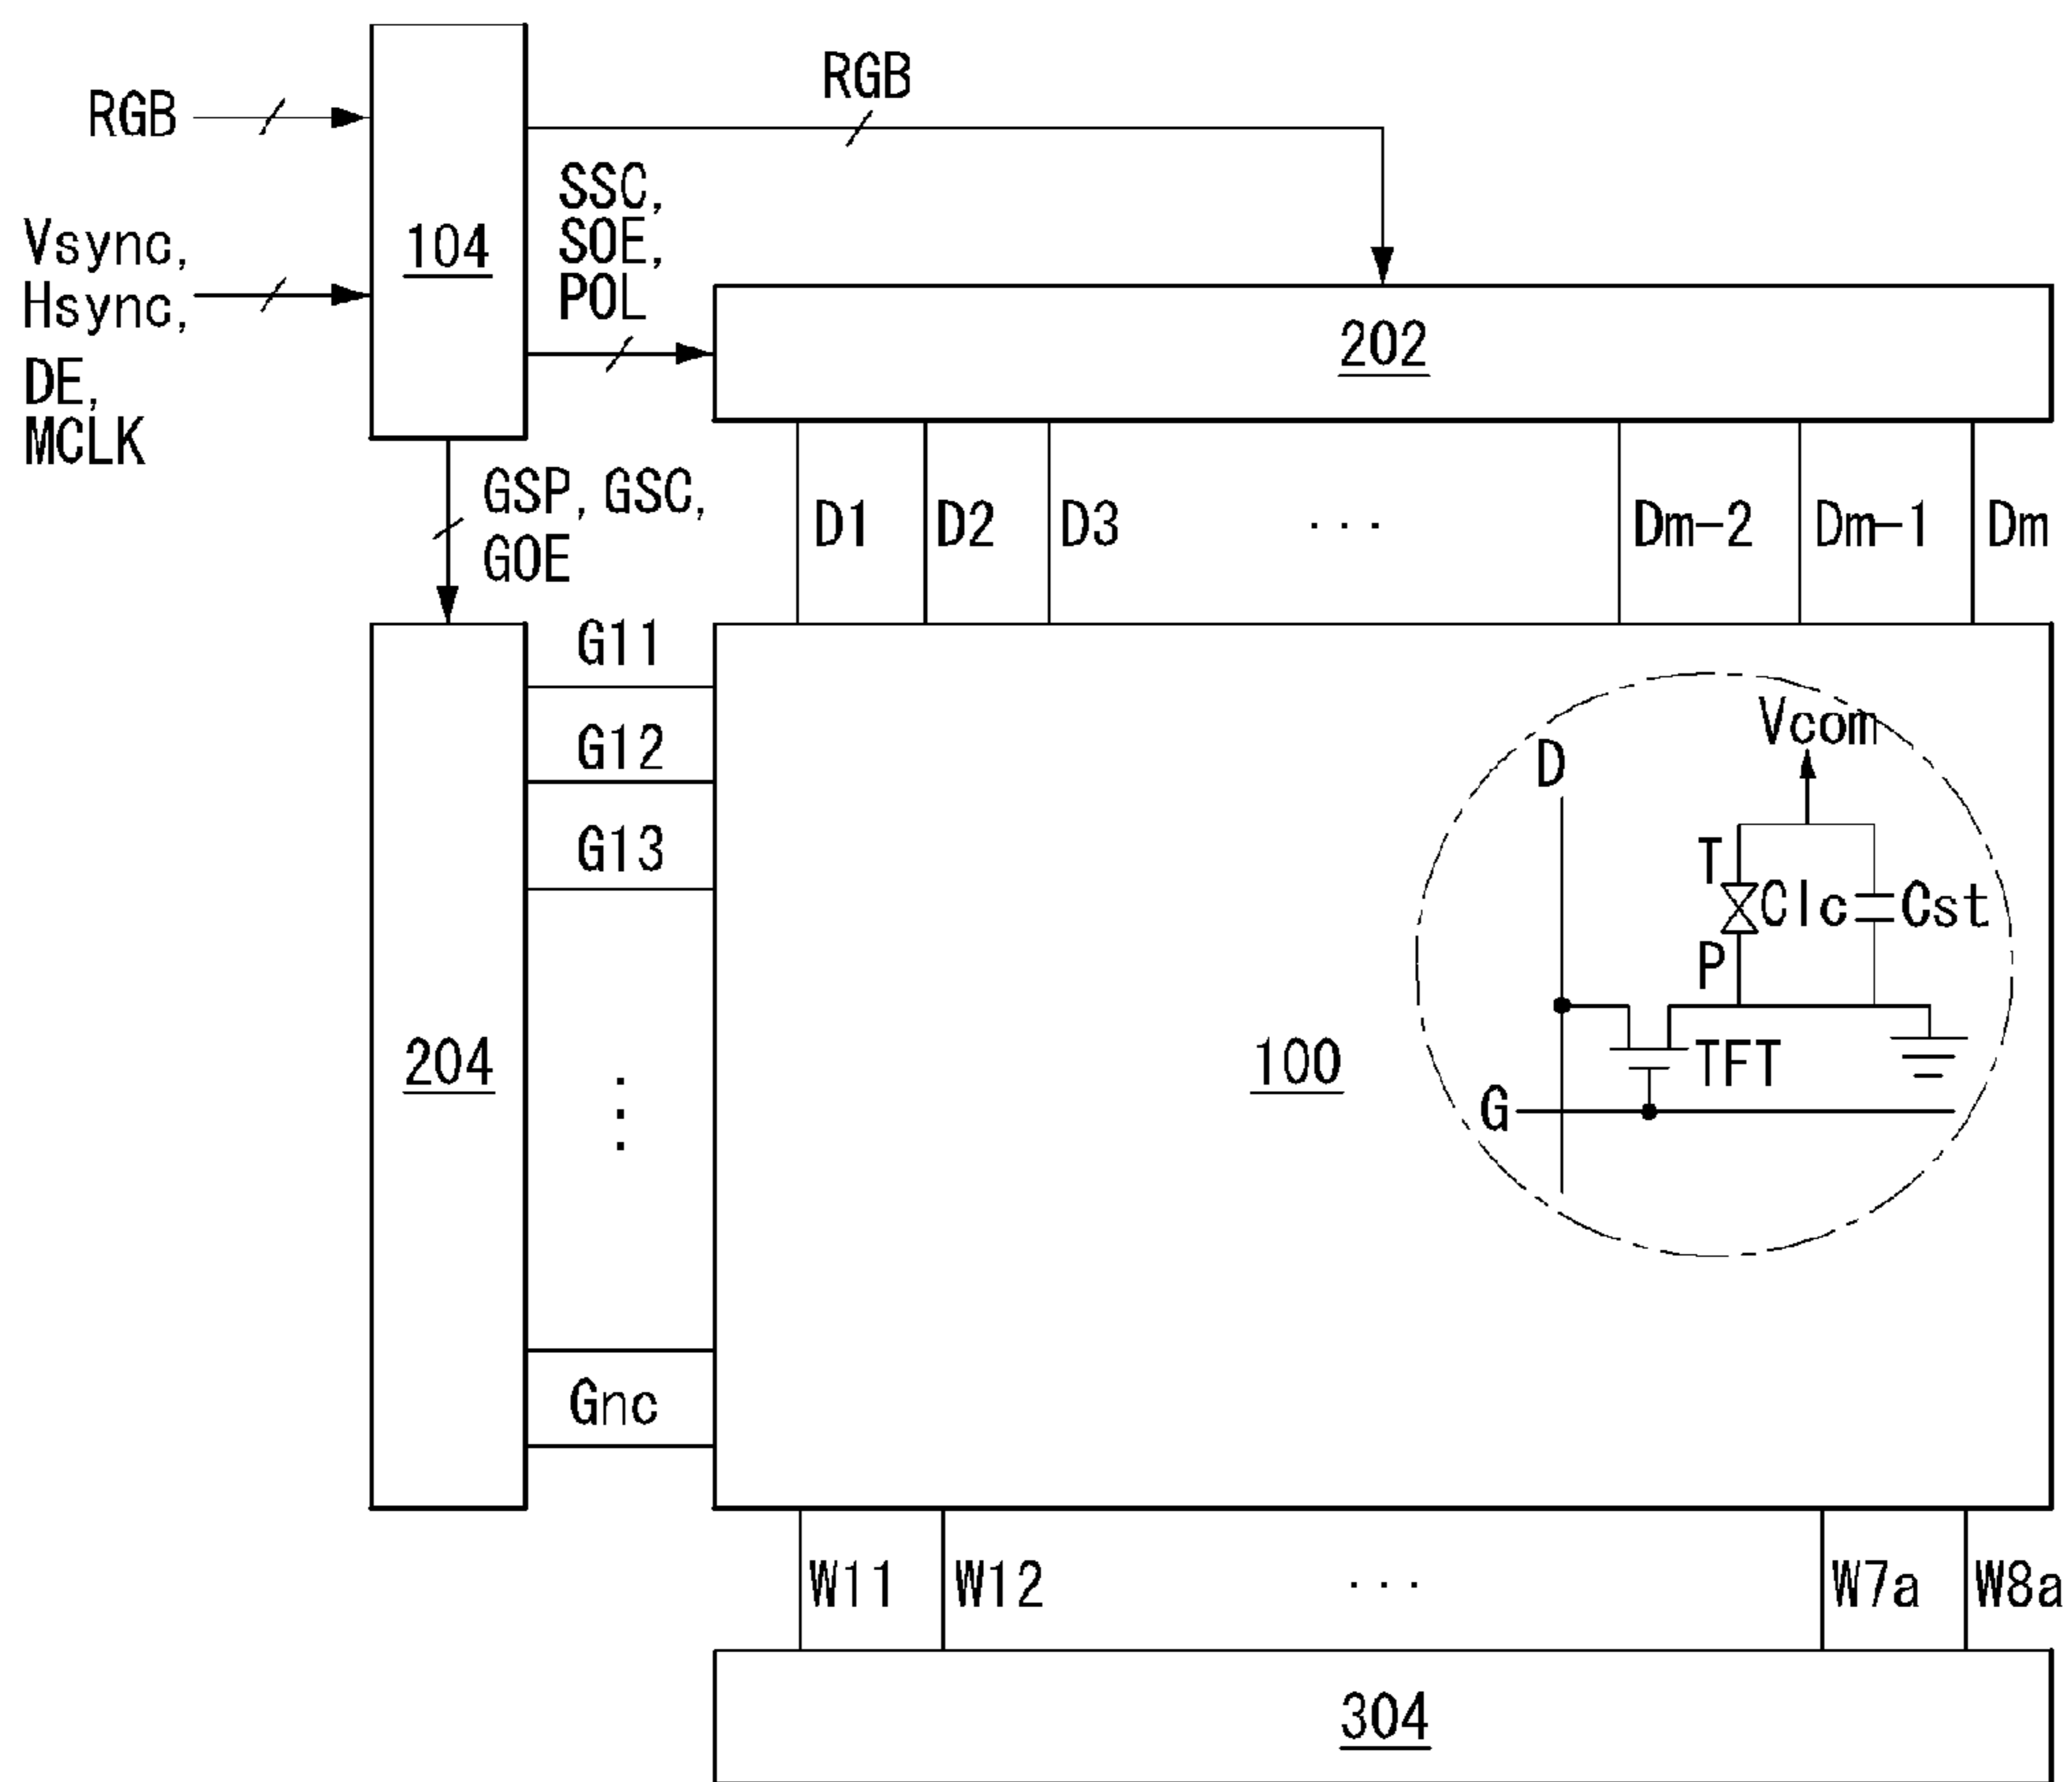 RGB
RGB
Vsync,
Hsync,
DE,
MCLK
104
SSC,
SOE,
POL
202
GSP, GSC,
GOE
D1
D2
D3
...
Dm-2
Dm-1
Dm
G11
G12
G13
Gnc
204
100
Vcom
D
T
Clc
Cst
P
TFT
G
W11
W12
...
W7a
W8a
304